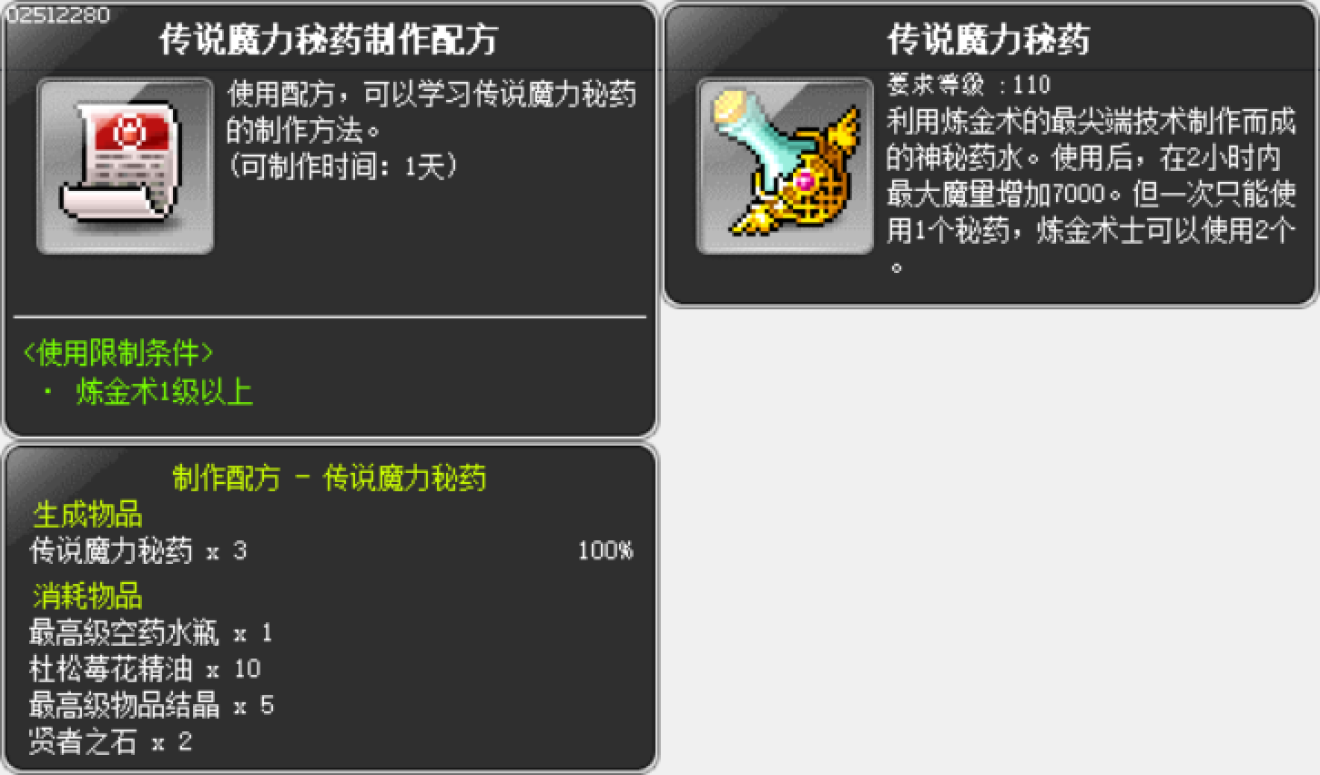 02512280
传说魔力秘药制作配方
使用配方，可以学习传说魔力秘药
的制作方法。
(可制作时间：1天)
<使用限制条件>
· 炼金术1级以上
制作配方 - 传说魔力秘药
生成物品
传说魔力秘药 x 3 100%
消耗物品
最高级空药水瓶 x 1
杜松莓花精油 x 10
最高级物品结晶 x 5
贤者之石 x 2
传说魔力秘药
要求等级 :110
利用炼金术的最尖端技术制作而成
的神秘药水。使用后，在2小时内
最大魔量增加7000。但一次只能使
用1个秘药，炼金术士可以使用2个
。